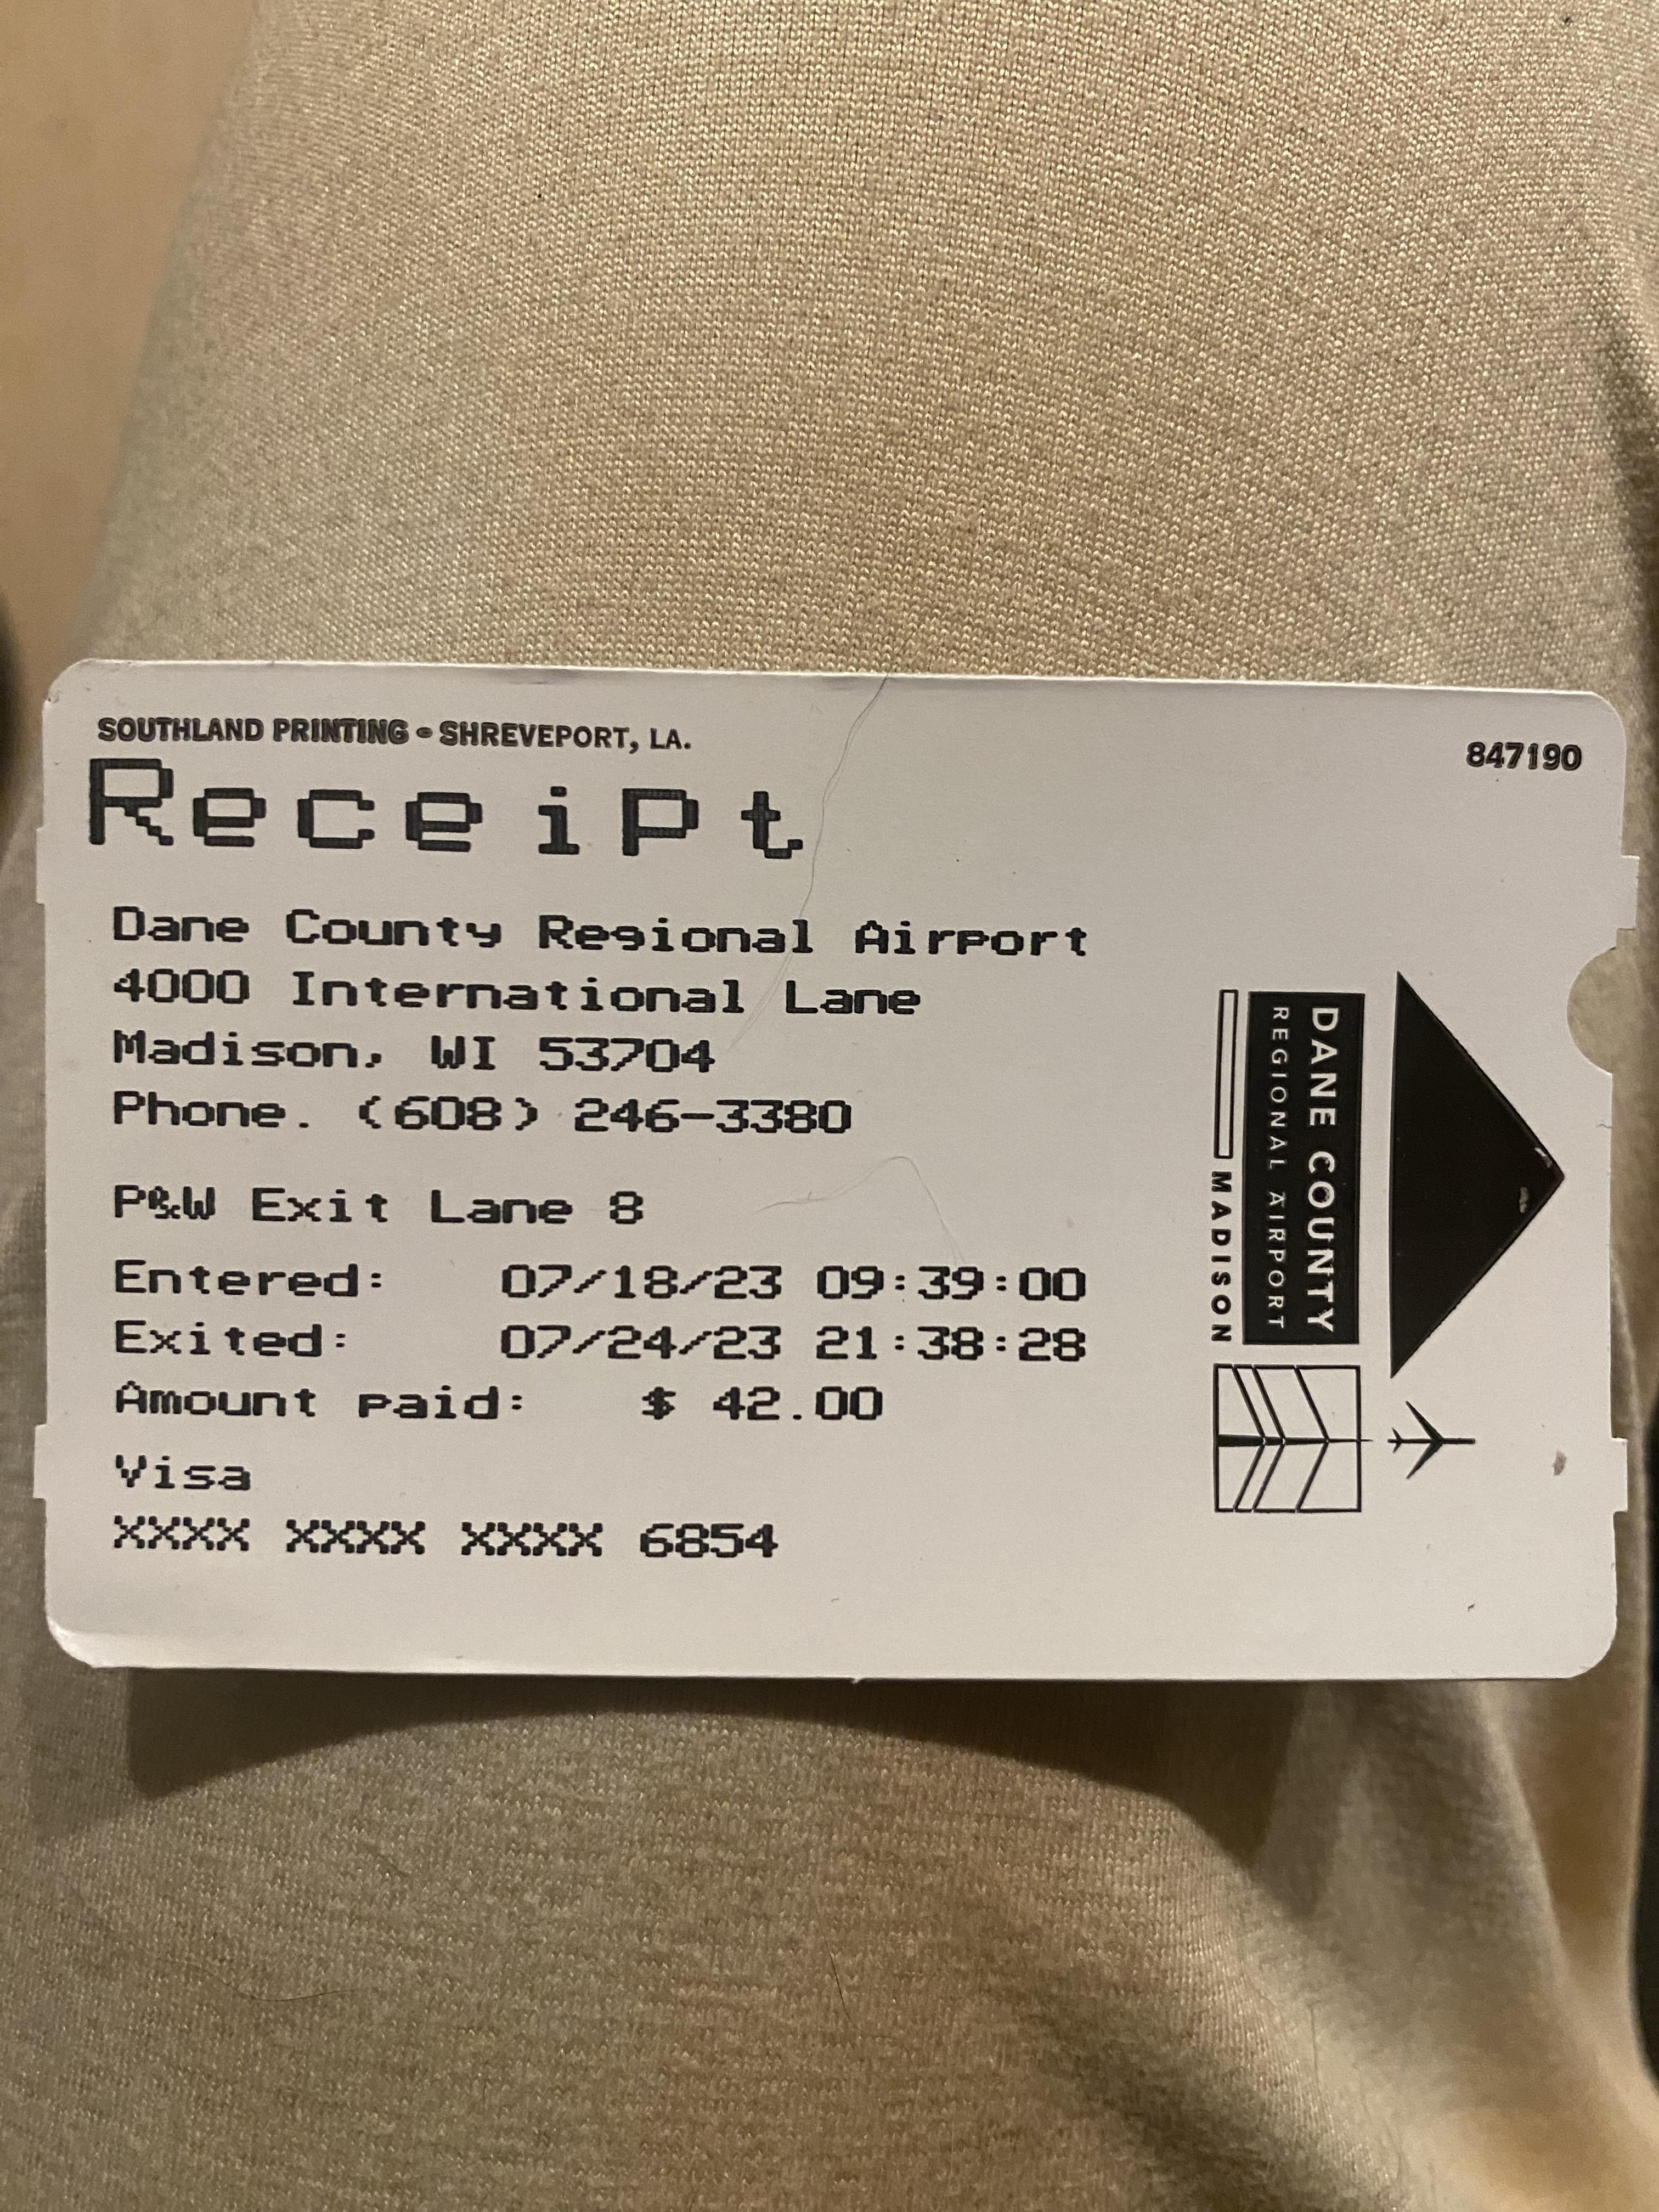 SOUTHLAND PRINTING • SHREVEPORT, LA.
847190
Receipt
Dane County Regional Airport
4000 International Lane
Madison, WI 53704
Phone. (608) 246-3380
P&W Exit Lane 8
Entered: 07/18/23 09:39:00
Exited: 07/24/23 21:38:28
Amount paid: $ 42.00
Visa
XXXX XXXX XXXX 6854
DANE COUNTY
REGIONAL AIRPORT
MADISON